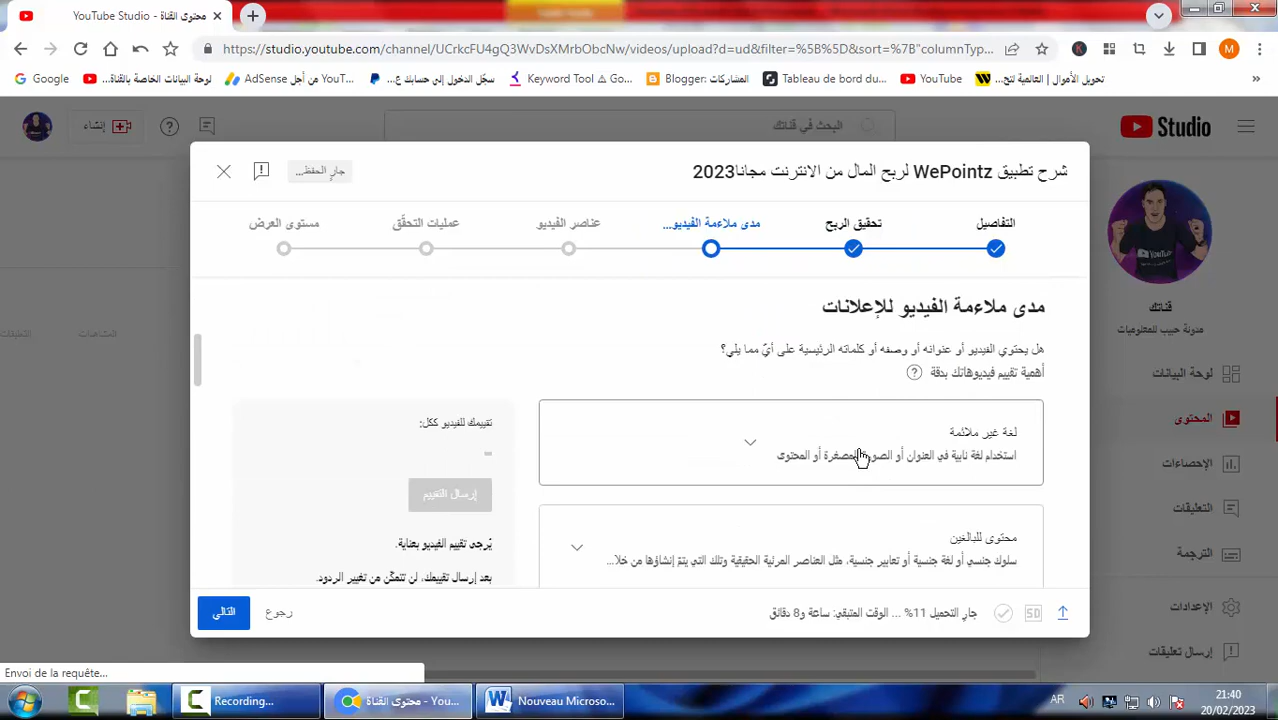 محتوى القناة - YouTube Studio
https://studio.youtube.com/channel/UCrkcFU4gQ3WvDsXMrbObcNw/videos/upload?d=ud&filter=%5B%5D&sort=%7B"columnTyp...
Google
لوحة البيانات الخاصة بالقناة...
AdSense من أجل YouT...
سجّل الدخول إلى حسابك ع...
Keyword Tool ⚠ Go...
Blogger: المشاركات
Tableau de bord du...
YouTube
تحويل الأموال | العالمية لتح...
»
إنشاء
البحث في قناتك
Studio
جارٍ الحفظ...
شرح تطبيق WePointz لربح المال من الانترنت مجانا2023
التفاصيل
تحقيق الربح
مدى ملاءمة الفيديو...
عناصر الفيديو
عمليات التحقّق
مستوى العرض
مدى ملاءمة الفيديو للإعلانات
هل يحتوي الفيديو أو عنوانه أو وصفه أو كلماته الرئيسية على أيّ مما يلي؟
أهمية تقييم فيديوهاتك بدقة
لغة غير ملائمة
استخدام لغة نابية في العنوان أو الصورة المصغرة أو المحتوى
محتوى للبالغين
سلوك جنسي أو لغة جنسية أو تعابير جنسية، مثل العناصر المرئية الحقيقية وتلك التي يتمّ إنشاؤها من خلا...
تقييمك للفيديو ككل:
إرسال التقييم
يُرجى تقييم الفيديو بعناية.
بعد إرسال تقييمك، لن تتمكّن من تغيير الردود.
جارٍ التحميل 11% ... الوقت المتبقي: ساعة و8 دقائق
SD
رجوع
التالي
قناتك
مدونة حبيب للمعلوميات
لوحة البيانات
المحتوى
الإحصاءات
التعليقات
الترجمة
الإعدادات
إرسال تعليقات
المشاهدات
التعليقات
Envoi de la requête...
Recording...
محتوى القناة - You...
Nouveau Microso...
AR
21:40
20/02/2023